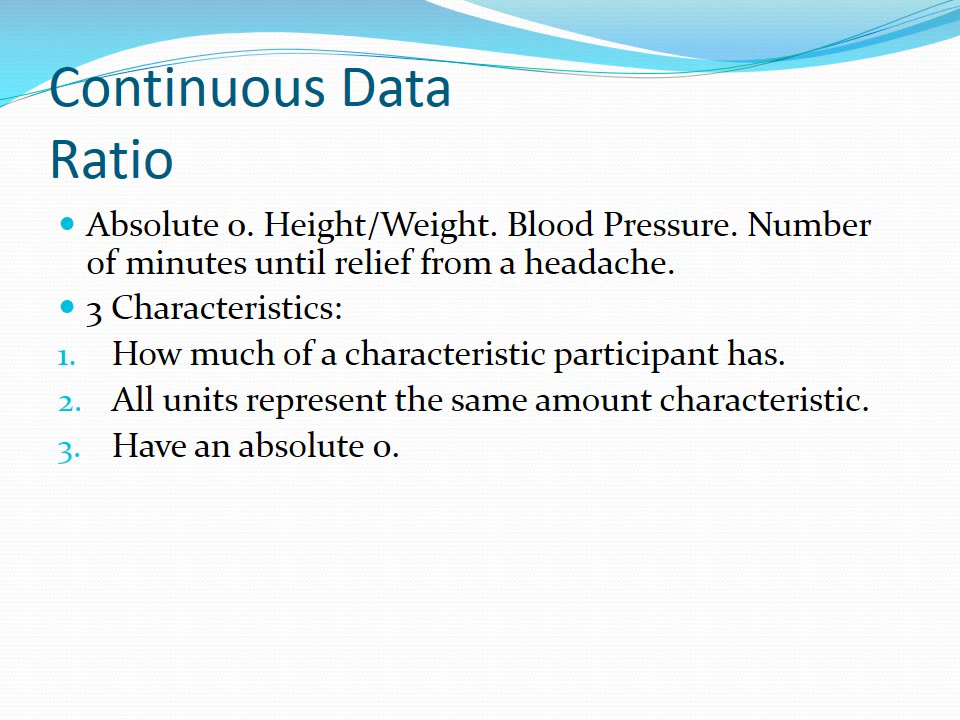 Continuous Data
Ratio
• Absolute 0. Height/Weight. Blood Pressure. Number
of minutes until relief from a headache.
• 3 Characteristics:
1. How much of a characteristic participant has.
2. All units represent the same amount characteristic.
3. Have an absolute 0.